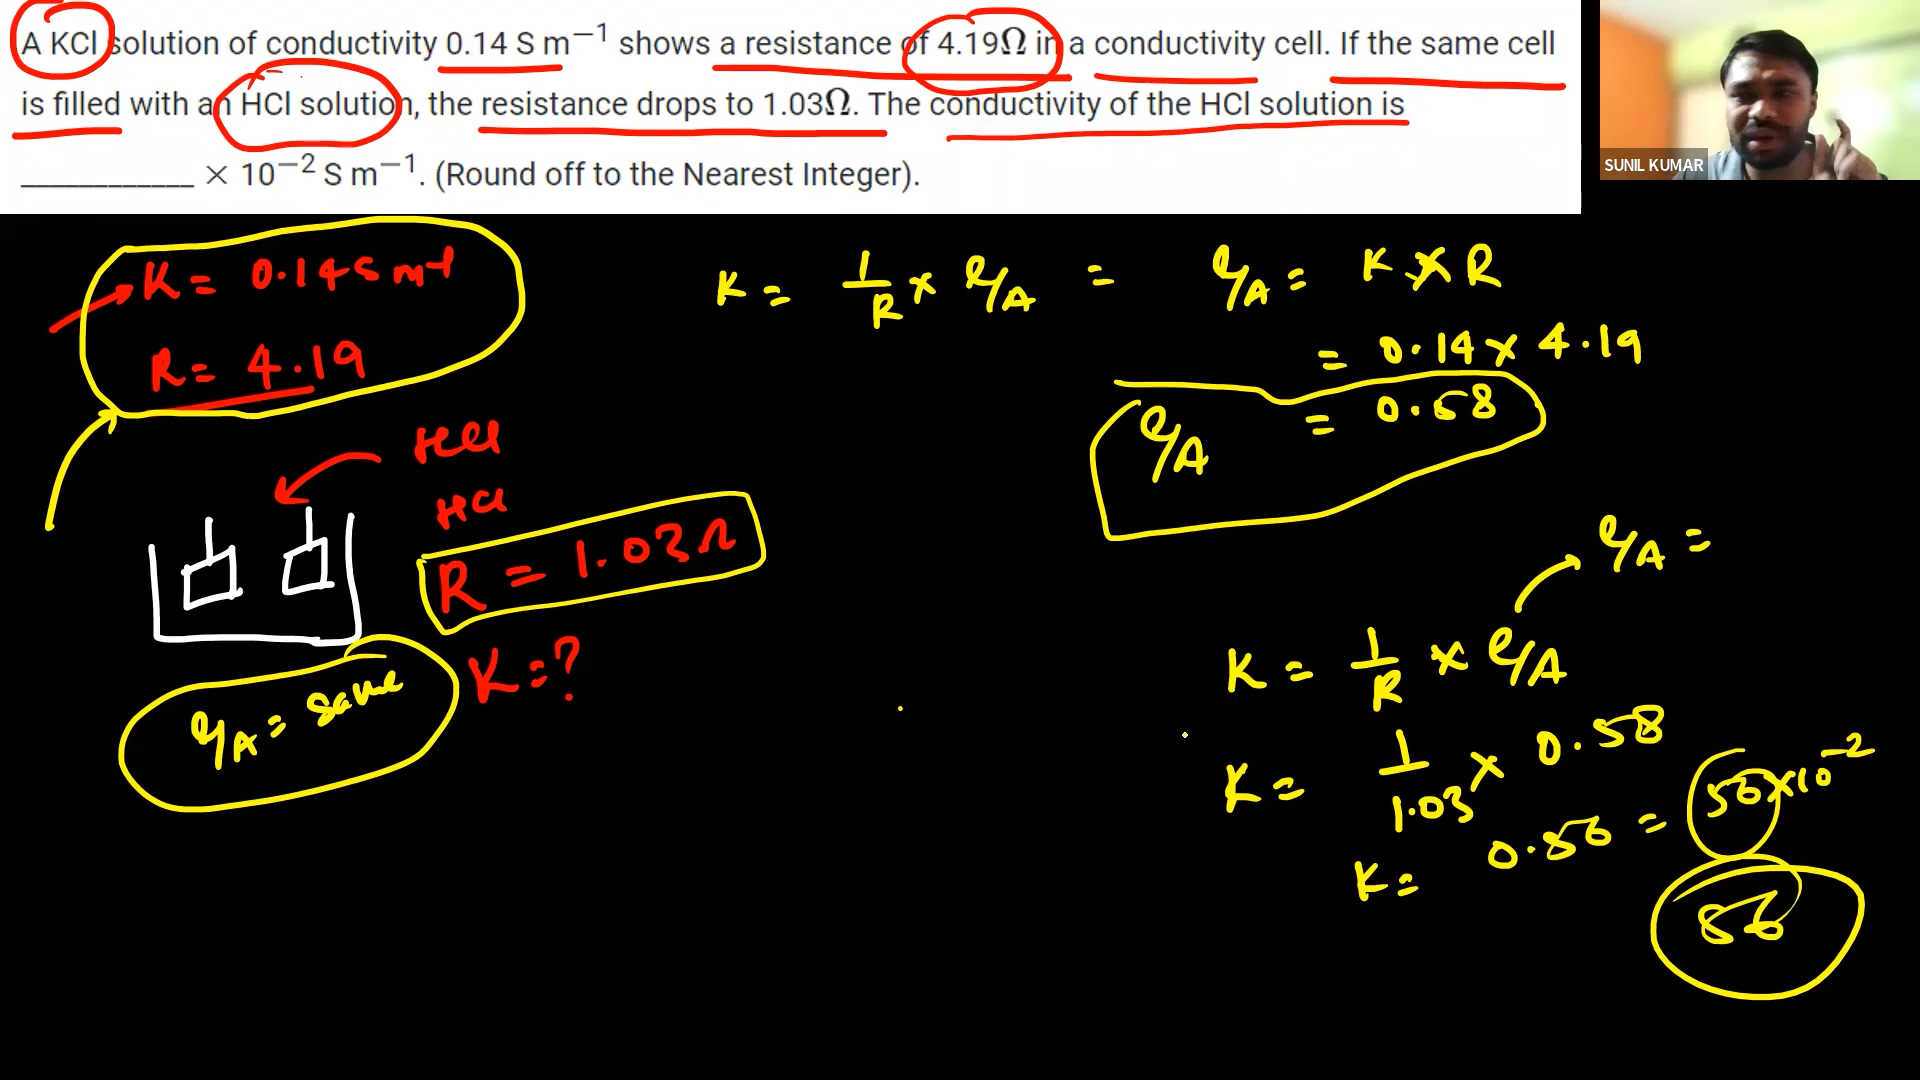 A KCl solution of conductivity 0.14 S m⁻¹ shows a resistance of 4.19Ω in a conductivity cell. If the same cell
is filled with an HCl solution, the resistance drops to 1.03Ω. The conductivity of the HCl solution is
____________ × 10⁻² S m⁻¹. (Round off to the Nearest Integer).
SUNIL KUMAR
K = 0.14 S m⁻¹
R = 4.19
K = 1/R × l/A = l/A = K × R
= 0.14 × 4.19
l/A = 0.58
HCl
HCl
R = 1.03 Ω
K = ?
l/A = same
l/A =
K = 1/R × l/A
K = 1/1.03 × 0.58
K = 0.56 = 56 × 10⁻²
56